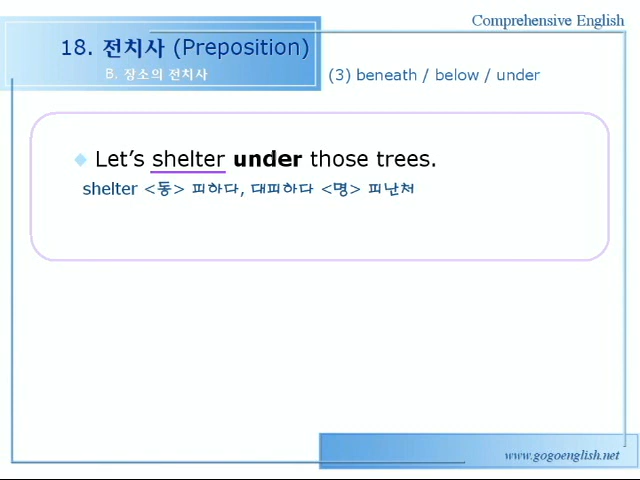 Comprehensive English
18. 전치사 (Preposition)
B. 장소의 전치사
(3) beneath / below / under
Let's shelter under those trees.
shelter <동> 피하다, 대피하다 <명> 피난처
www.gogoenglish.net